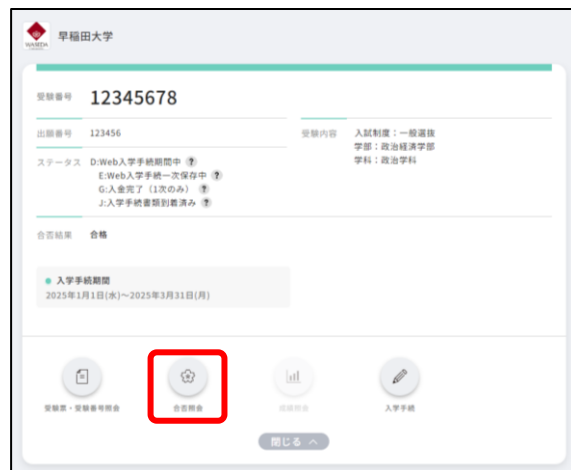 WASEDA
早稲田大学
受験番号 12345678
出願番号 123456
受験内容 入試制度：一般選抜
学部：政治経済学部
学科：政治学科
ステータス D:Web入学手続期間中 ?
E:Web入学手続一次保存中 ?
G:入金完了（1次のみ） ?
J:入学手続書類到着済み ?
合否結果 合格
入学手続期間
2025年1月1日(水)～2025年3月31日(月)
受験票・受験番号照会
合否照会
成績照会
入学手続
閉じる